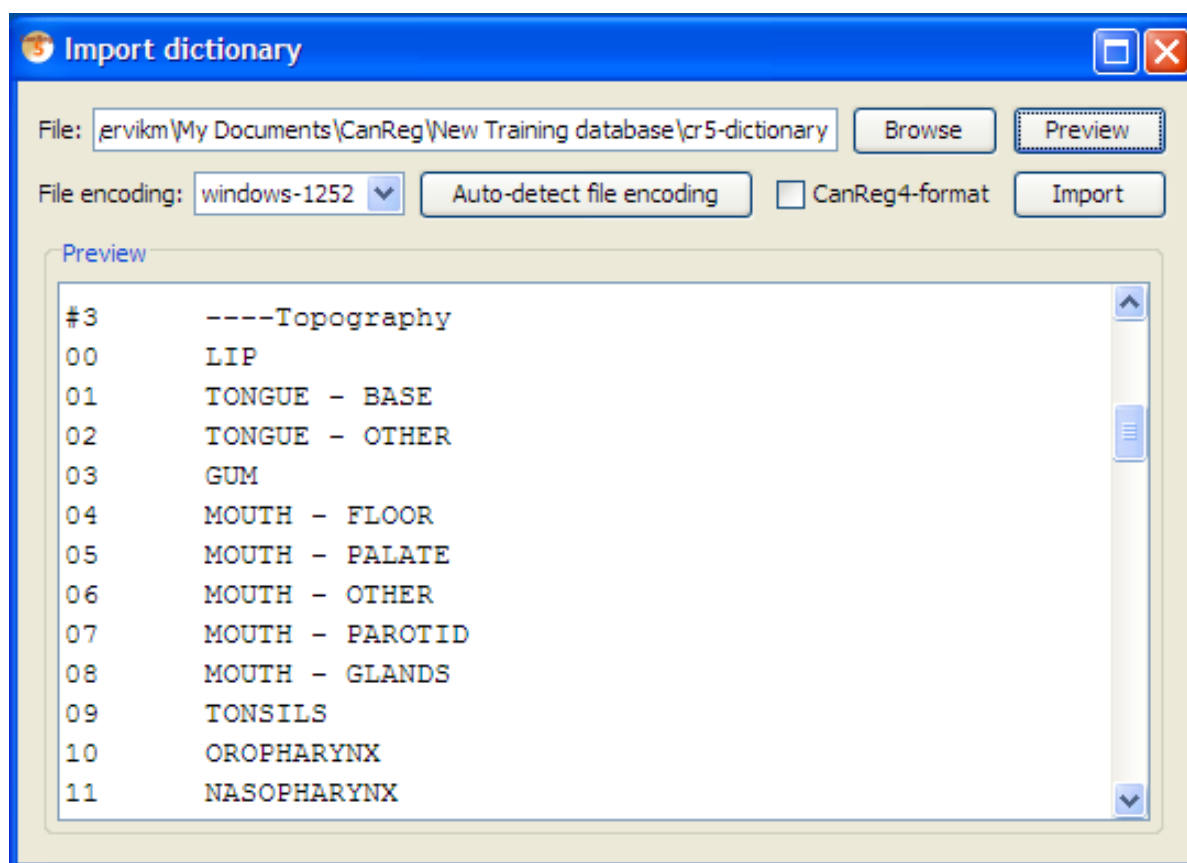 Import dictionary
File: ervikm\My Documents\CanReg\New Training database\cr5-dictionary Browse Preview
File encoding: windows-1252 Auto-detect file encoding CanReg4-format Import
Preview
#3 ----Topography
00 LIP
01 TONGUE - BASE
02 TONGUE - OTHER
03 GUM
04 MOUTH - FLOOR
05 MOUTH - PALATE
06 MOUTH - OTHER
07 MOUTH - PAROTID
08 MOUTH - GLANDS
09 TONSILS
10 OROPHARYNX
11 NASOPHARYNX